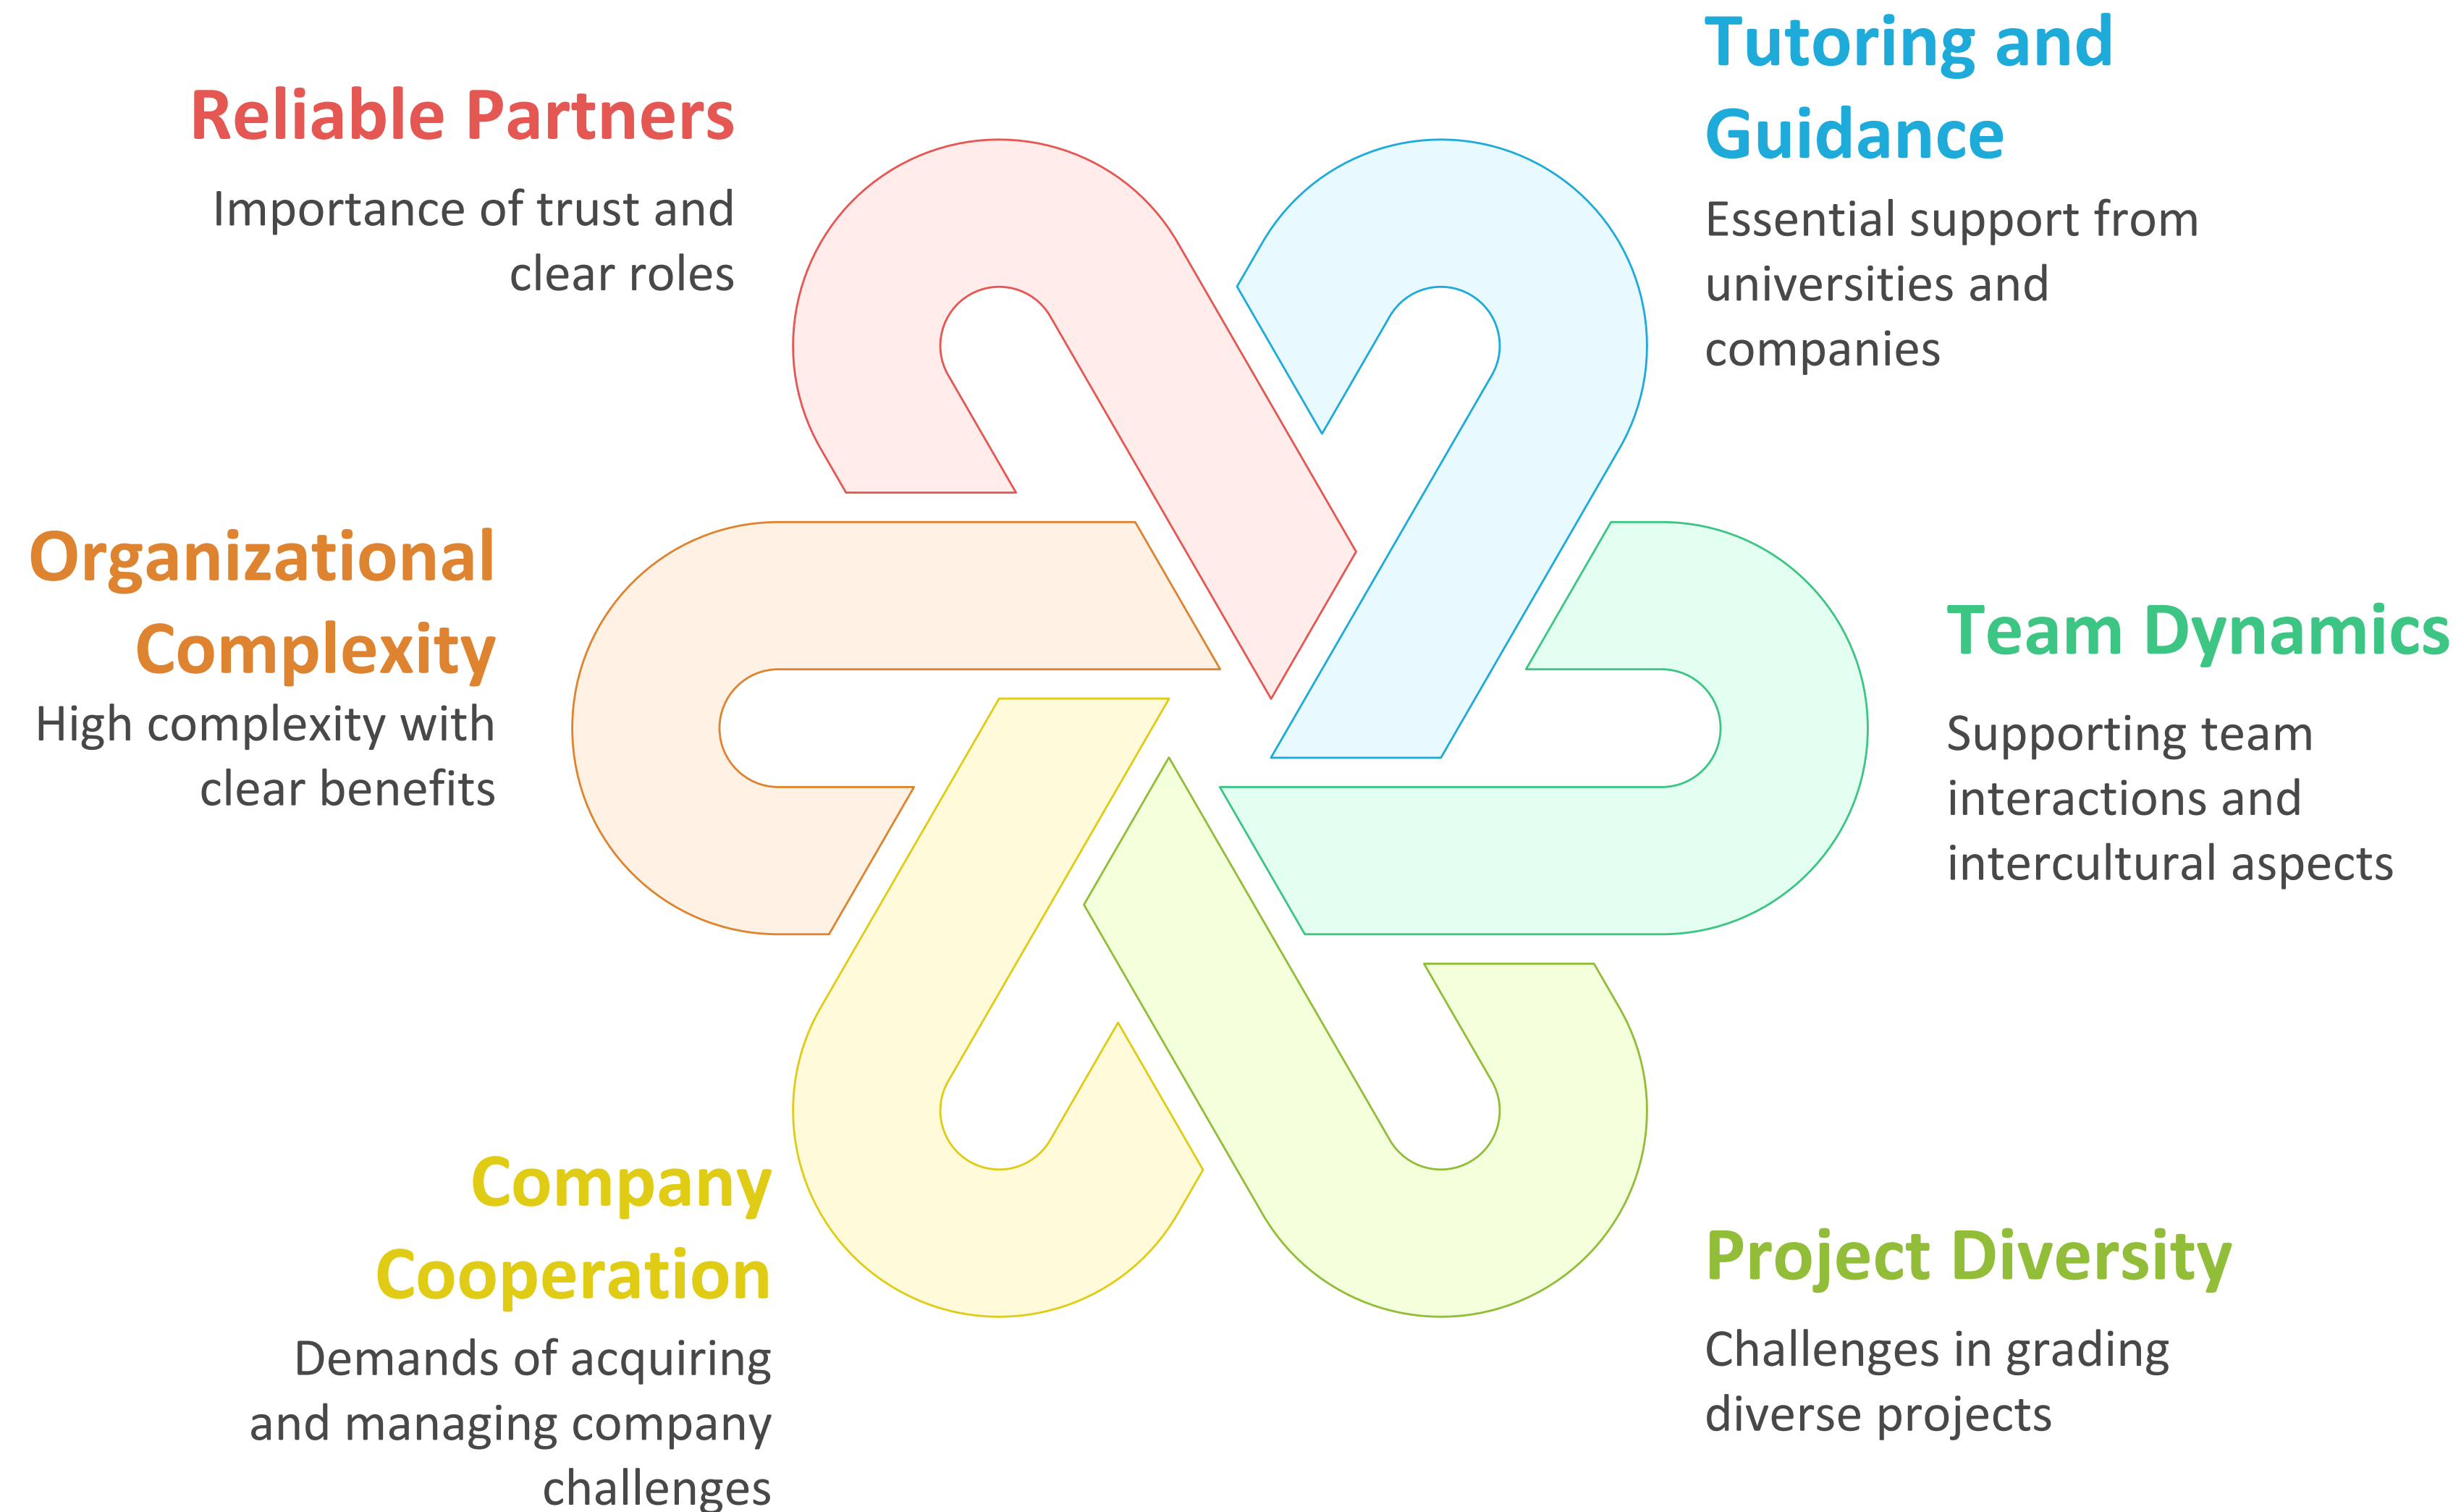 Reliable Partners
Importance of trust and
clear roles
Tutoring and
Guidance
Essential support from
universities and
companies
Organizational
Complexity
High complexity with
clear benefits
Team Dynamics
Supporting team
interactions and
intercultural aspects
Company
Cooperation
Demands of acquiring
and managing company
challenges
Project Diversity
Challenges in grading
diverse projects